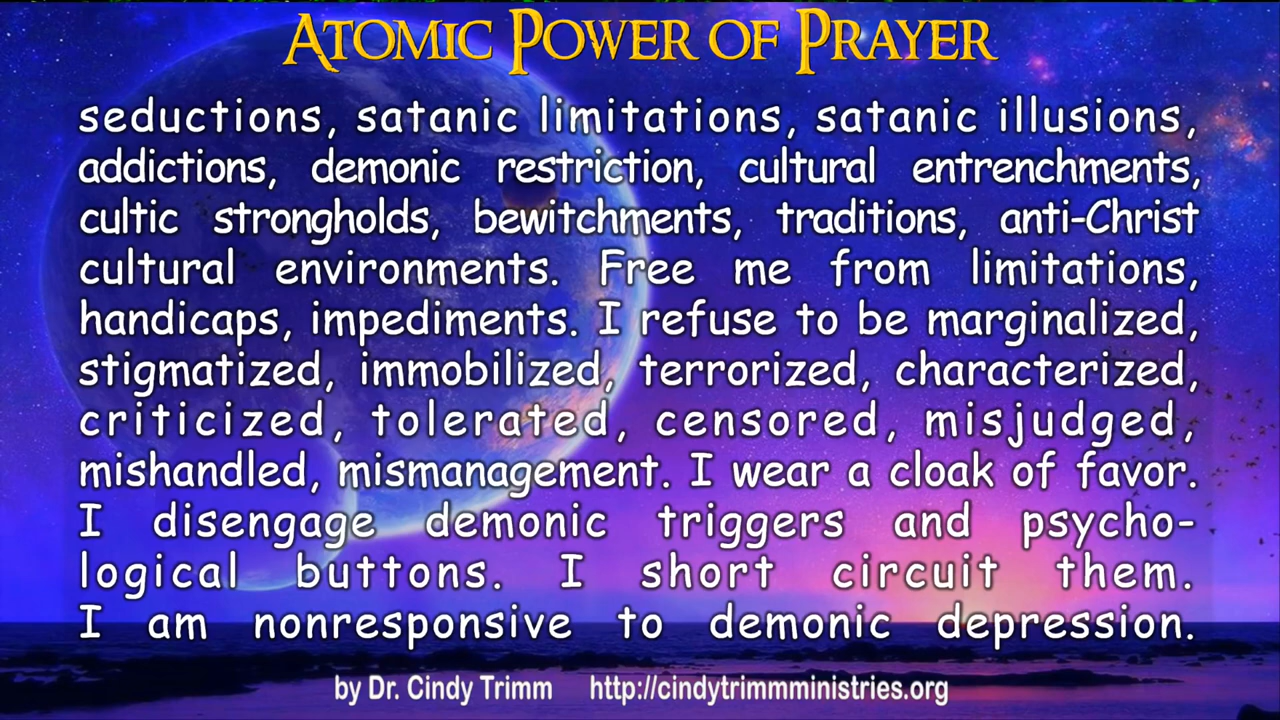 Atomic Power of Prayer
seductions, satanic limitations, satanic illusions,
addictions, demonic restriction, cultural entrenchments,
cultic strongholds, bewitchments, traditions, anti-Christ
cultural environments. Free me from limitations,
handicaps, impediments. I refuse to be marginalized,
stigmatized, immobilized, terrorized, characterized,
criticized, tolerated, censored, misjudged,
mishandled, mismanagement. I wear a cloak of favor.
I disengage demonic triggers and psycho-
logical buttons. I short circuit them.
I am nonresponsive to demonic depression.
by Dr. Cindy Trimm http://cindytrimmministries.org